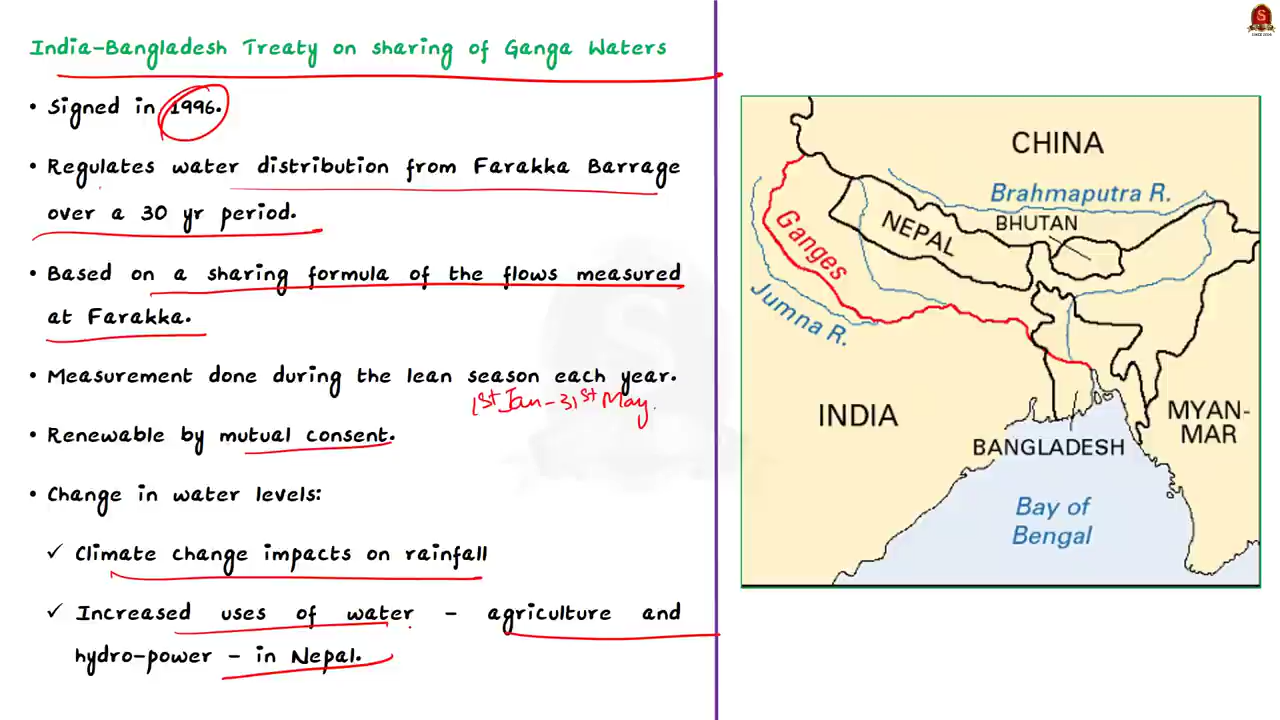 India-Bangladesh Treaty on sharing of Ganga Waters
• Signed in 1996.
• Regulates water distribution from Farakka Barrage
over a 30 yr period.
• Based on a sharing formula of the flows measured
at Farakka.
• Measurement done during the lean season each year.
1st Jan - 31st May.
• Renewable by mutual consent.
• Change in water levels:
✓ Climate change impacts on rainfall
✓ Increased uses of water - agriculture and
hydro-power - in Nepal.
CHINA
Brahmaputra R.
BHUTAN
NEPAL
Ganges
Jumna R.
INDIA
MYAN-
MAR
BANGLADESH
Bay of
Bengal
S